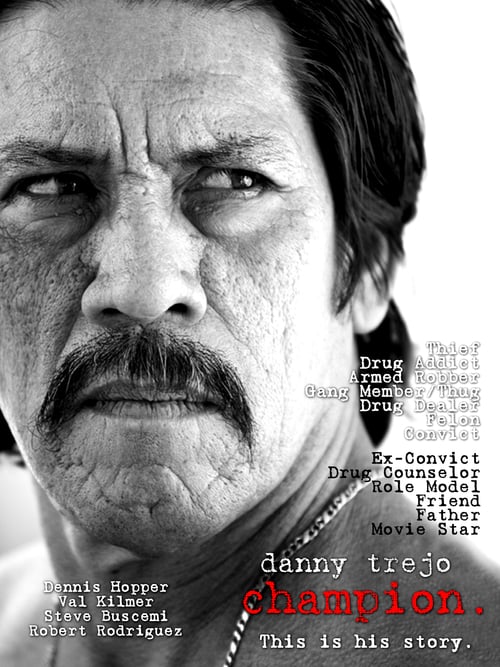 Thief
Drug Addict
Armed Robber
Gang Member/Thug
Drug Dealer
Felon
Convict
Ex-Convict
Drug Counselor
Role Model
Friend
Father
Movie Star
danny trejo
champion.
This is his story.
Dennis Hopper
Val Kilmer
Steve Buscemi
Robert Rodriguez